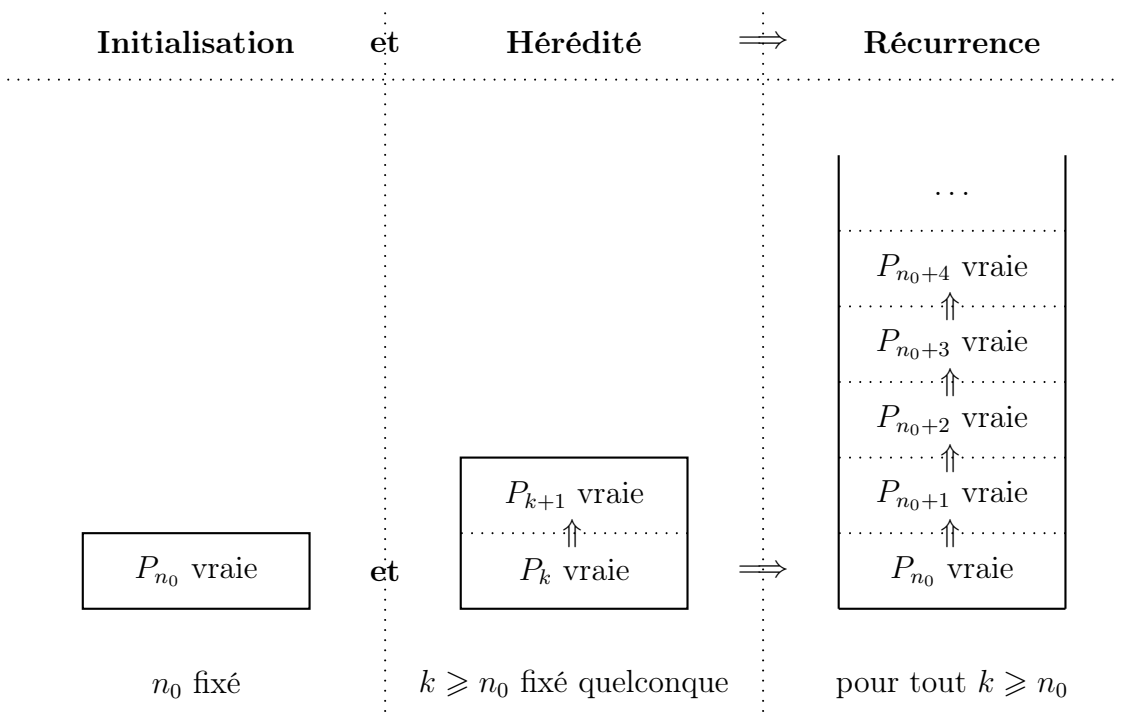 Initialisation et Hérédité ⟹ Récurrence
...
P_{n_0+4} vraie
⇑
P_{n_0+3} vraie
⇑
P_{n_0+2} vraie
⇑
P_{k+1} vraie P_{n_0+1} vraie
⇑ ⇑
P_{n_0} vraie et P_k vraie ⟹ P_{n_0} vraie
n_0 fixé k ⩾ n_0 fixé quelconque pour tout k ⩾ n_0